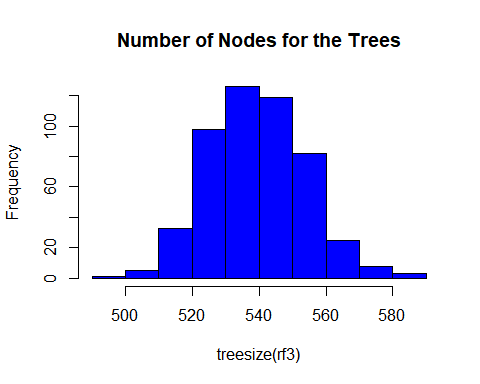 Number of Nodes for the Trees
Frequency
100
60
20
0
500 520 540 560 580
treesize(rf3)